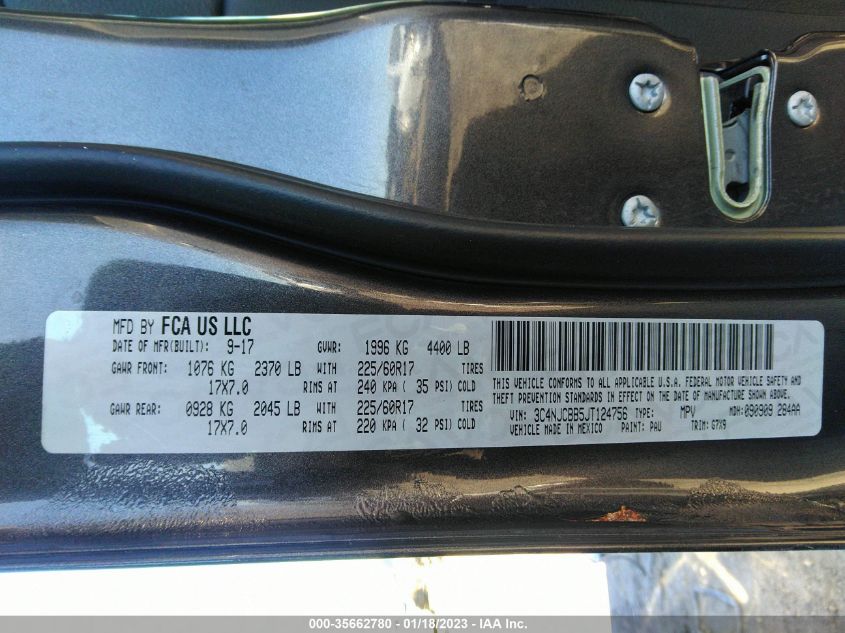 MFD BY FCA US LLC
DATE OF MFR(BUILT): 9-17 GVWR: 1996 KG 4400 LB
GAWR FRONT: 1076 KG 2370 LB WITH 225/60R17 TIRES
17X7.0 RIMS AT 240 KPA ( 35 PSI) COLD
GAWR REAR: 0928 KG 2045 LB WITH 225/60R17 TIRES
17X7.0 RIMS AT 220 KPA ( 32 PSI) COLD
THIS VEHICLE CONFORMS TO ALL APPLICABLE U.S.A. FEDERAL MOTOR VEHICLE SAFETY AND
THEFT PREVENTION STANDARDS IN EFFECT ON THE DATE OF MANUFACTURE SHOWN ABOVE.
VIN: 3C4NJCBB5JT124756 TYPE: MPV MDH: 090909 284AA
VEHICLE MADE IN MEXICO PAINT: PAU TRIM: G7X9
000-35662780 - 01/18/2023 - IAA Inc.